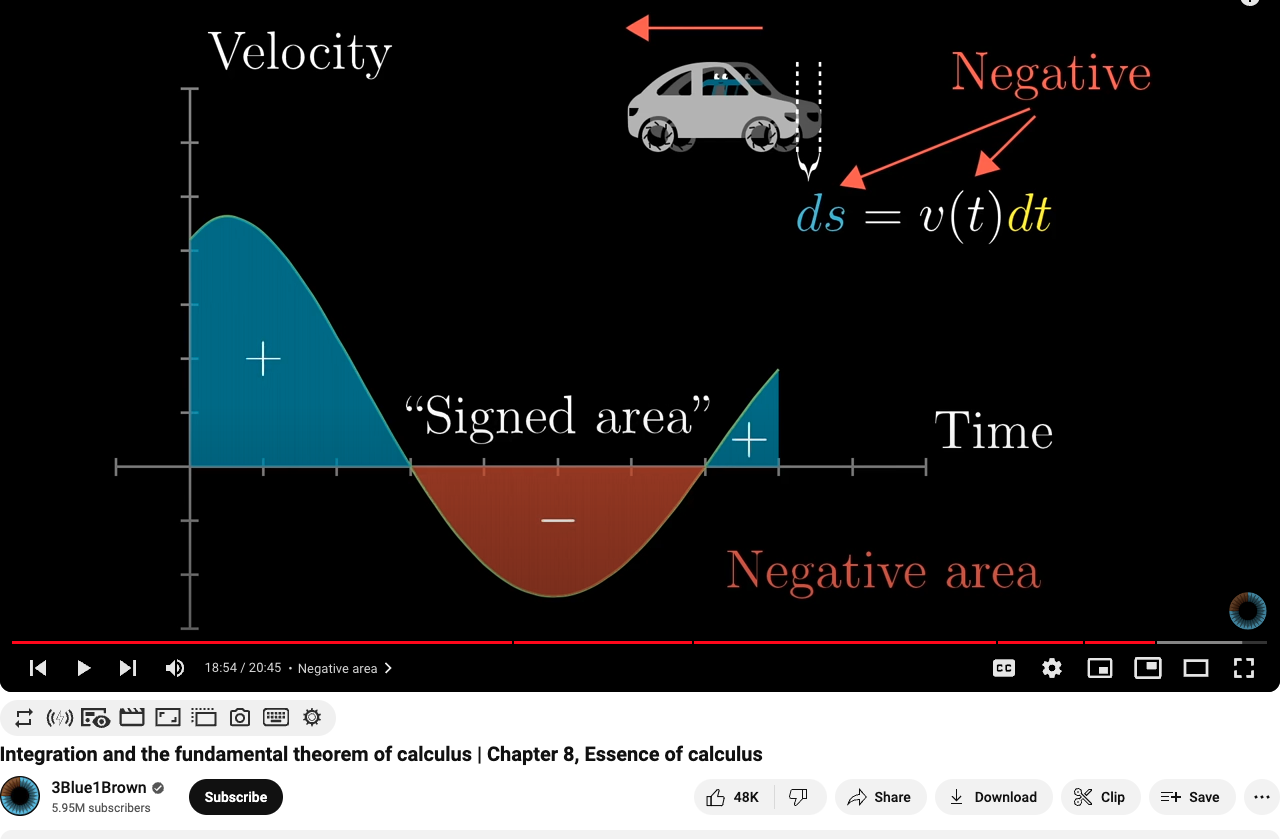 Velocity
Negative
ds = v(t)dt
+
“Signed area”
+
Time
−
Negative area
18:54 / 20:45 • Negative area
CC
Integration and the fundamental theorem of calculus | Chapter 8, Essence of calculus
3Blue1Brown
5.95M subscribers
Subscribe
48K
Share
Download
Clip
Save